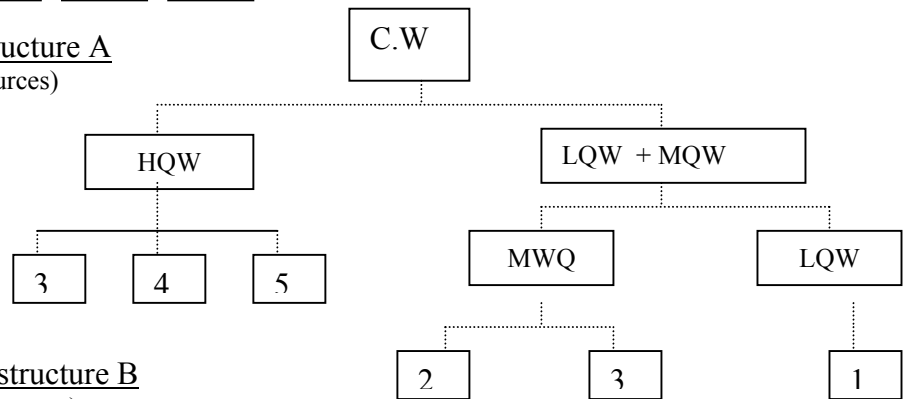 C.W
ucture A
urces)
HQW
LQW + MQW
MWQ
LQW
3 4 5
structure B
2 3 1